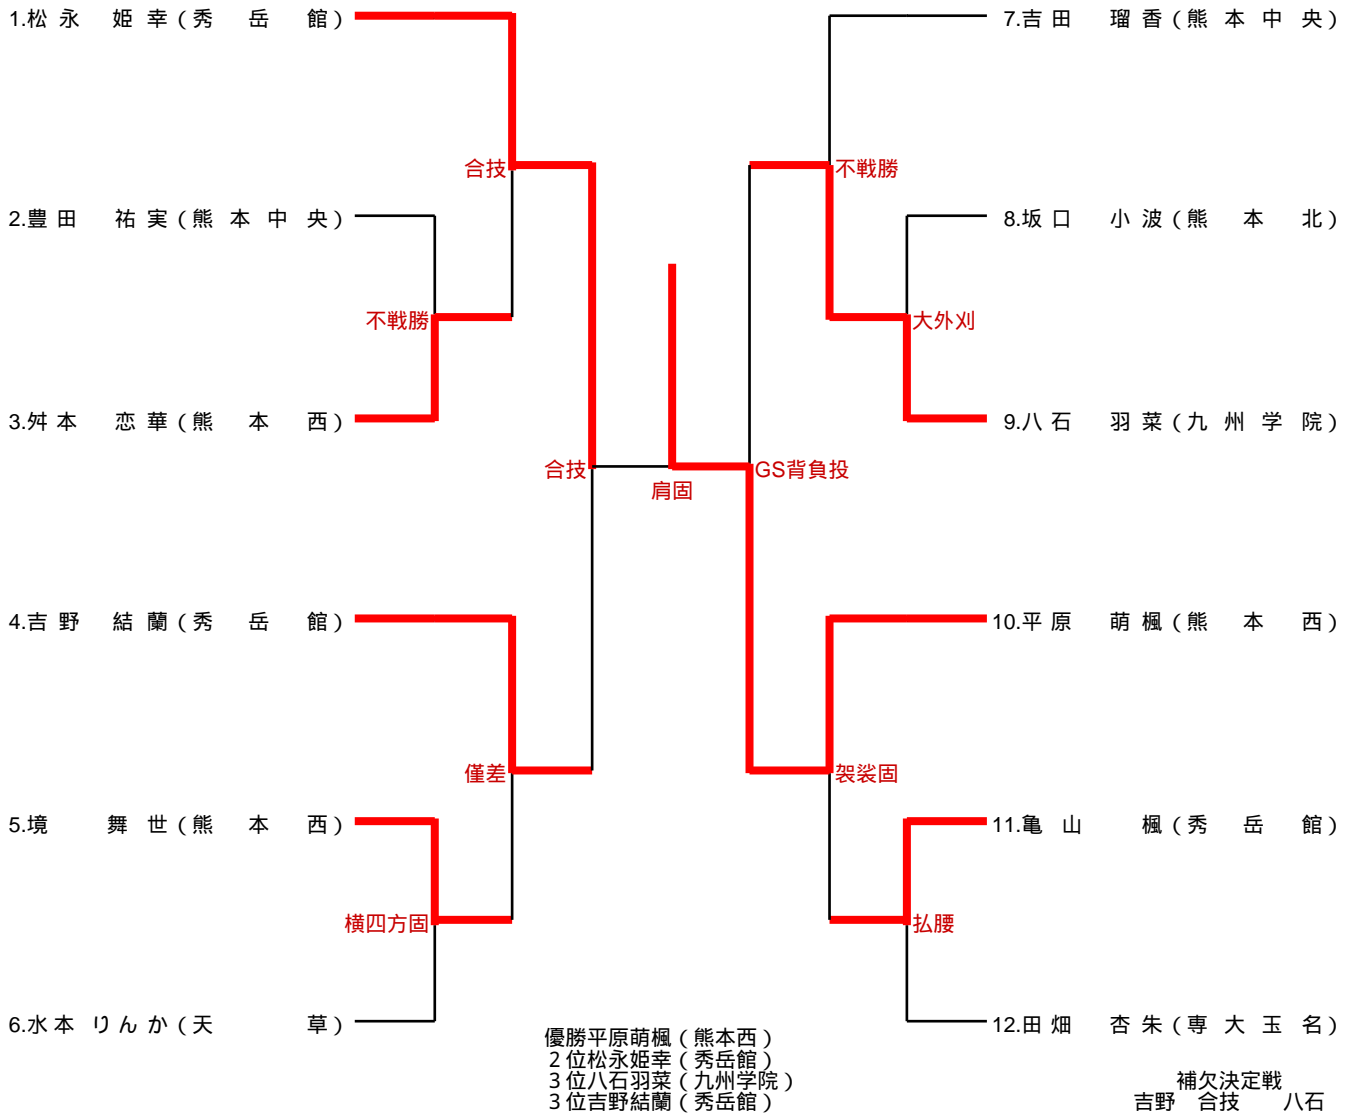 1.松永 姫幸(秀岳館)
合技
2.豊田 祐実(熊本中央)
不戦勝
3.舛本 恋華(熊本西)
合技
4.吉野 結蘭(秀岳館)
僅差
5.境 舞世(熊本西)
横四方固
6.水本 りんか(天草)
肩固
7.吉田 瑠香(熊本中央)
不戦勝
8.坂口 小波(熊本北)
大外刈
9.八石 羽菜(九州学院)
GS背負投
10.平原 萌楓(熊本西)
袈裟固
11.亀山 楓(秀岳館)
払腰
12.田畑 杏朱(専大玉名)
優勝平原萌楓(熊本西)
2位松永姫幸(秀岳館)
3位八石羽菜(九州学院)
3位吉野結蘭(秀岳館)
補欠決定戦
吉野 合技 八石